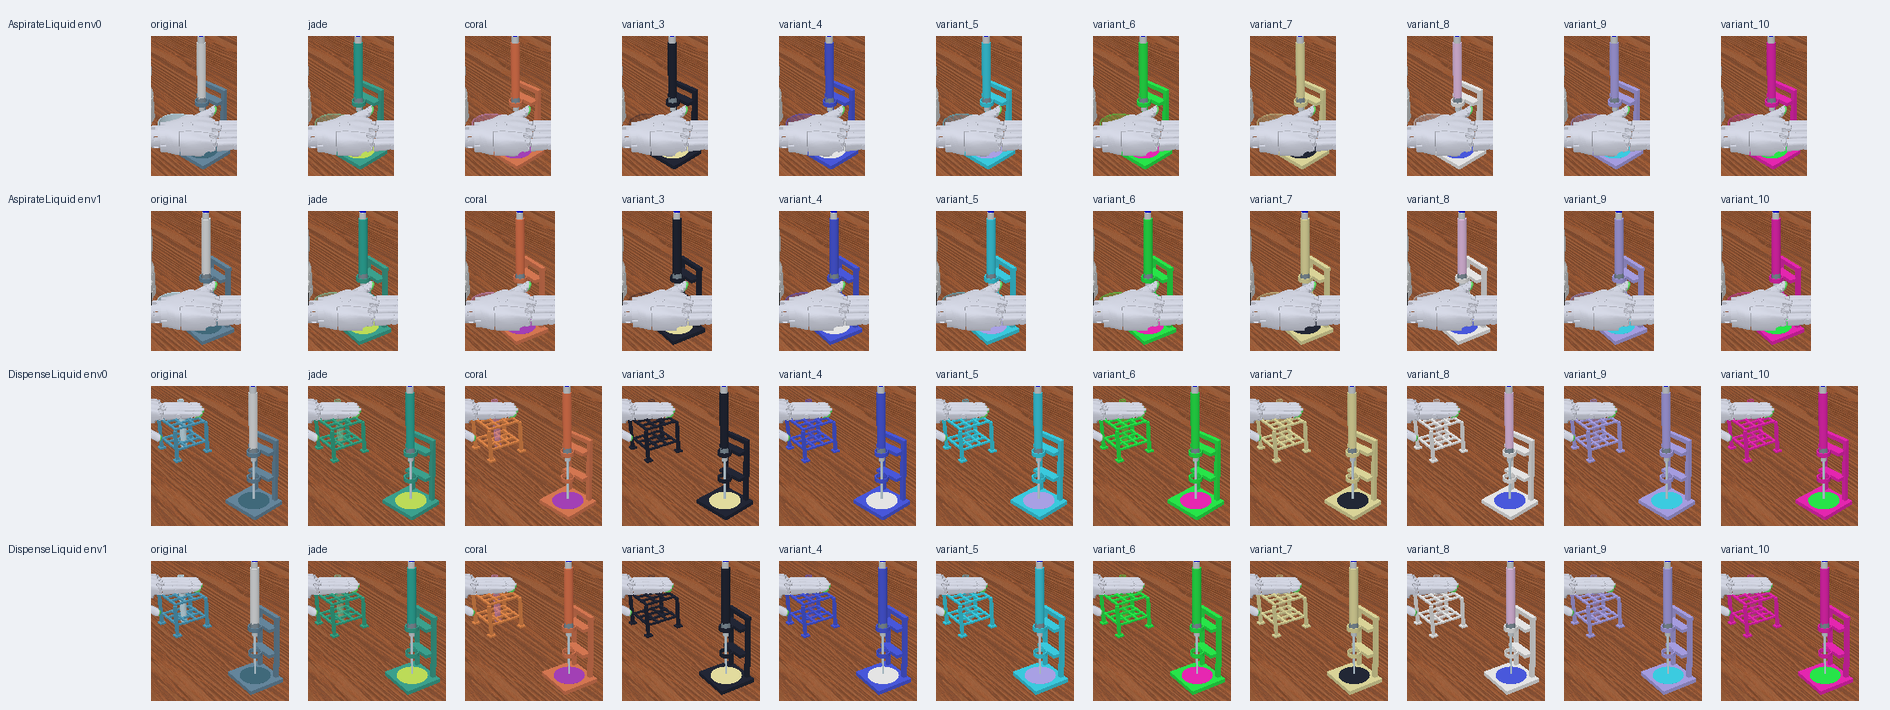 AspirateLiquid env0 original jade coral variant_3 variant_4 variant_5 variant_6 variant_7 variant_8 variant_9 variant_10
AspirateLiquid env1 original jade coral variant_3 variant_4 variant_5 variant_6 variant_7 variant_8 variant_9 variant_10
DispenseLiquid env0 original jade coral variant_3 variant_4 variant_5 variant_6 variant_7 variant_8 variant_9 variant_10
DispenseLiquid env1 original jade coral variant_3 variant_4 variant_5 variant_6 variant_7 variant_8 variant_9 variant_10